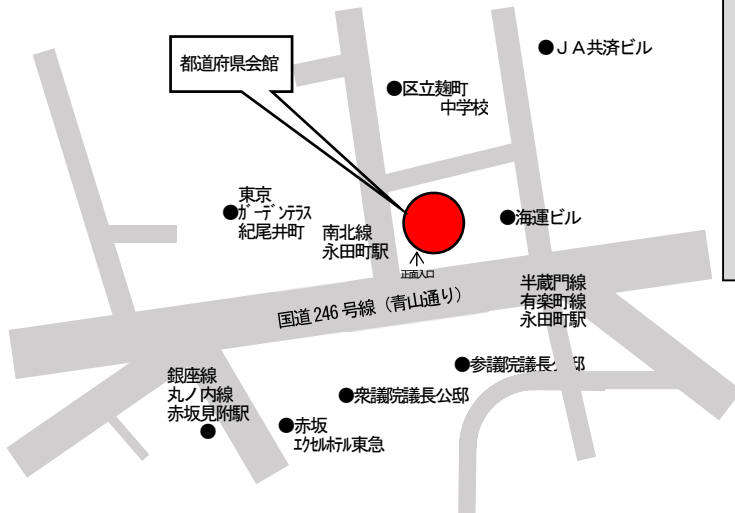 ●ＪＡ共済ビル
都道府県会館
●区立麹町
中学校
東京
●ｶﾞｰﾃﾞﾝﾃﾗｽ
紀尾井町
南北線
永田町駅
●海運ビル
正面入口
国道246号線（青山通り）
半蔵門線
有楽町線
永田町駅
●参議院議長公邸
銀座線
丸ノ内線
赤坂見附駅
●衆議院議長公邸
●赤坂
ｴｸｾﾙﾎﾃﾙ東急